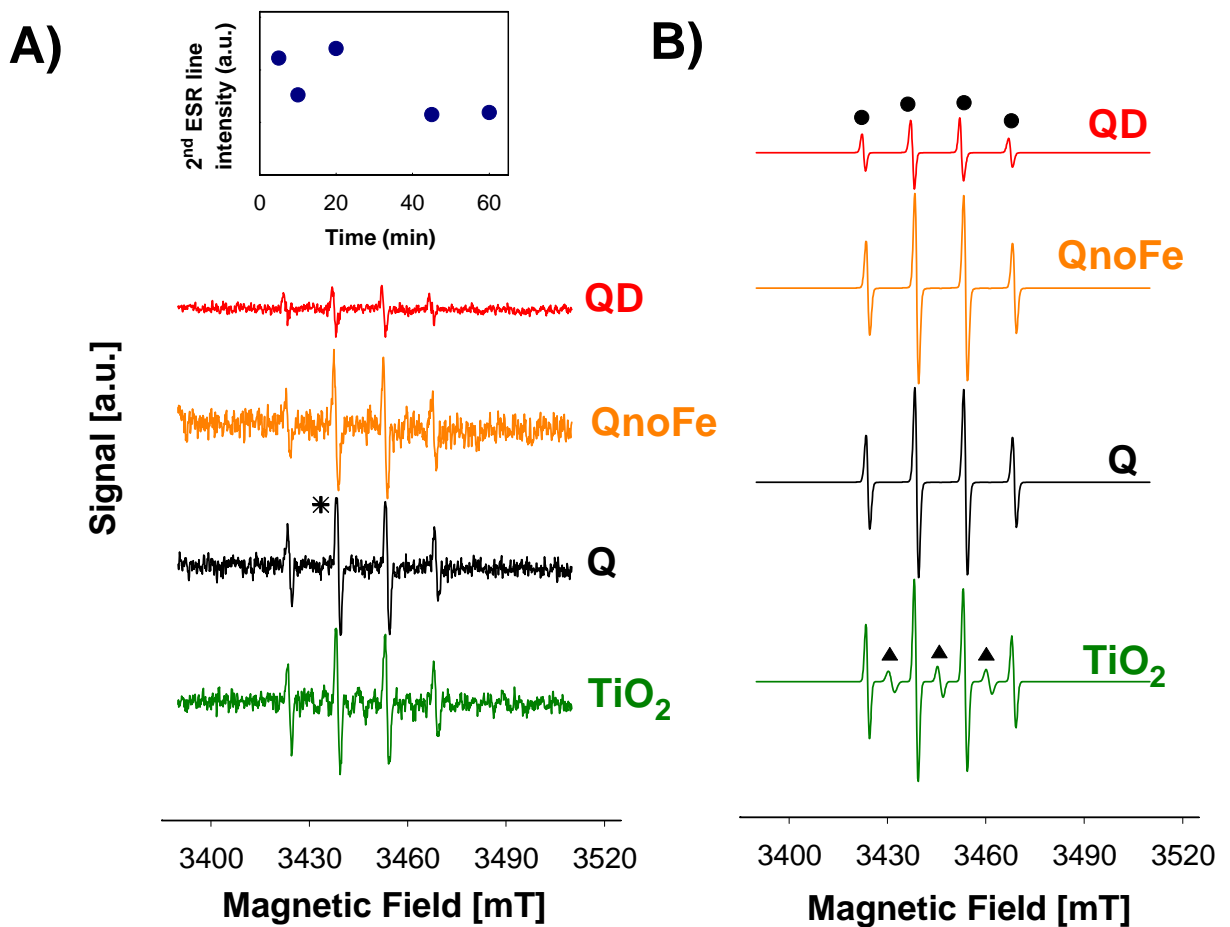 A)
2nd ESR line
intensity (a.u.)
0 20 40 60
Time (min)
QD
QnoFe
Q
TiO2
Signal [a.u.]
3400 3430 3460 3490 3520
Magnetic Field [mT]
B)
QD
QnoFe
Q
TiO2
3400 3430 3460 3490 3520
Magnetic Field [mT]